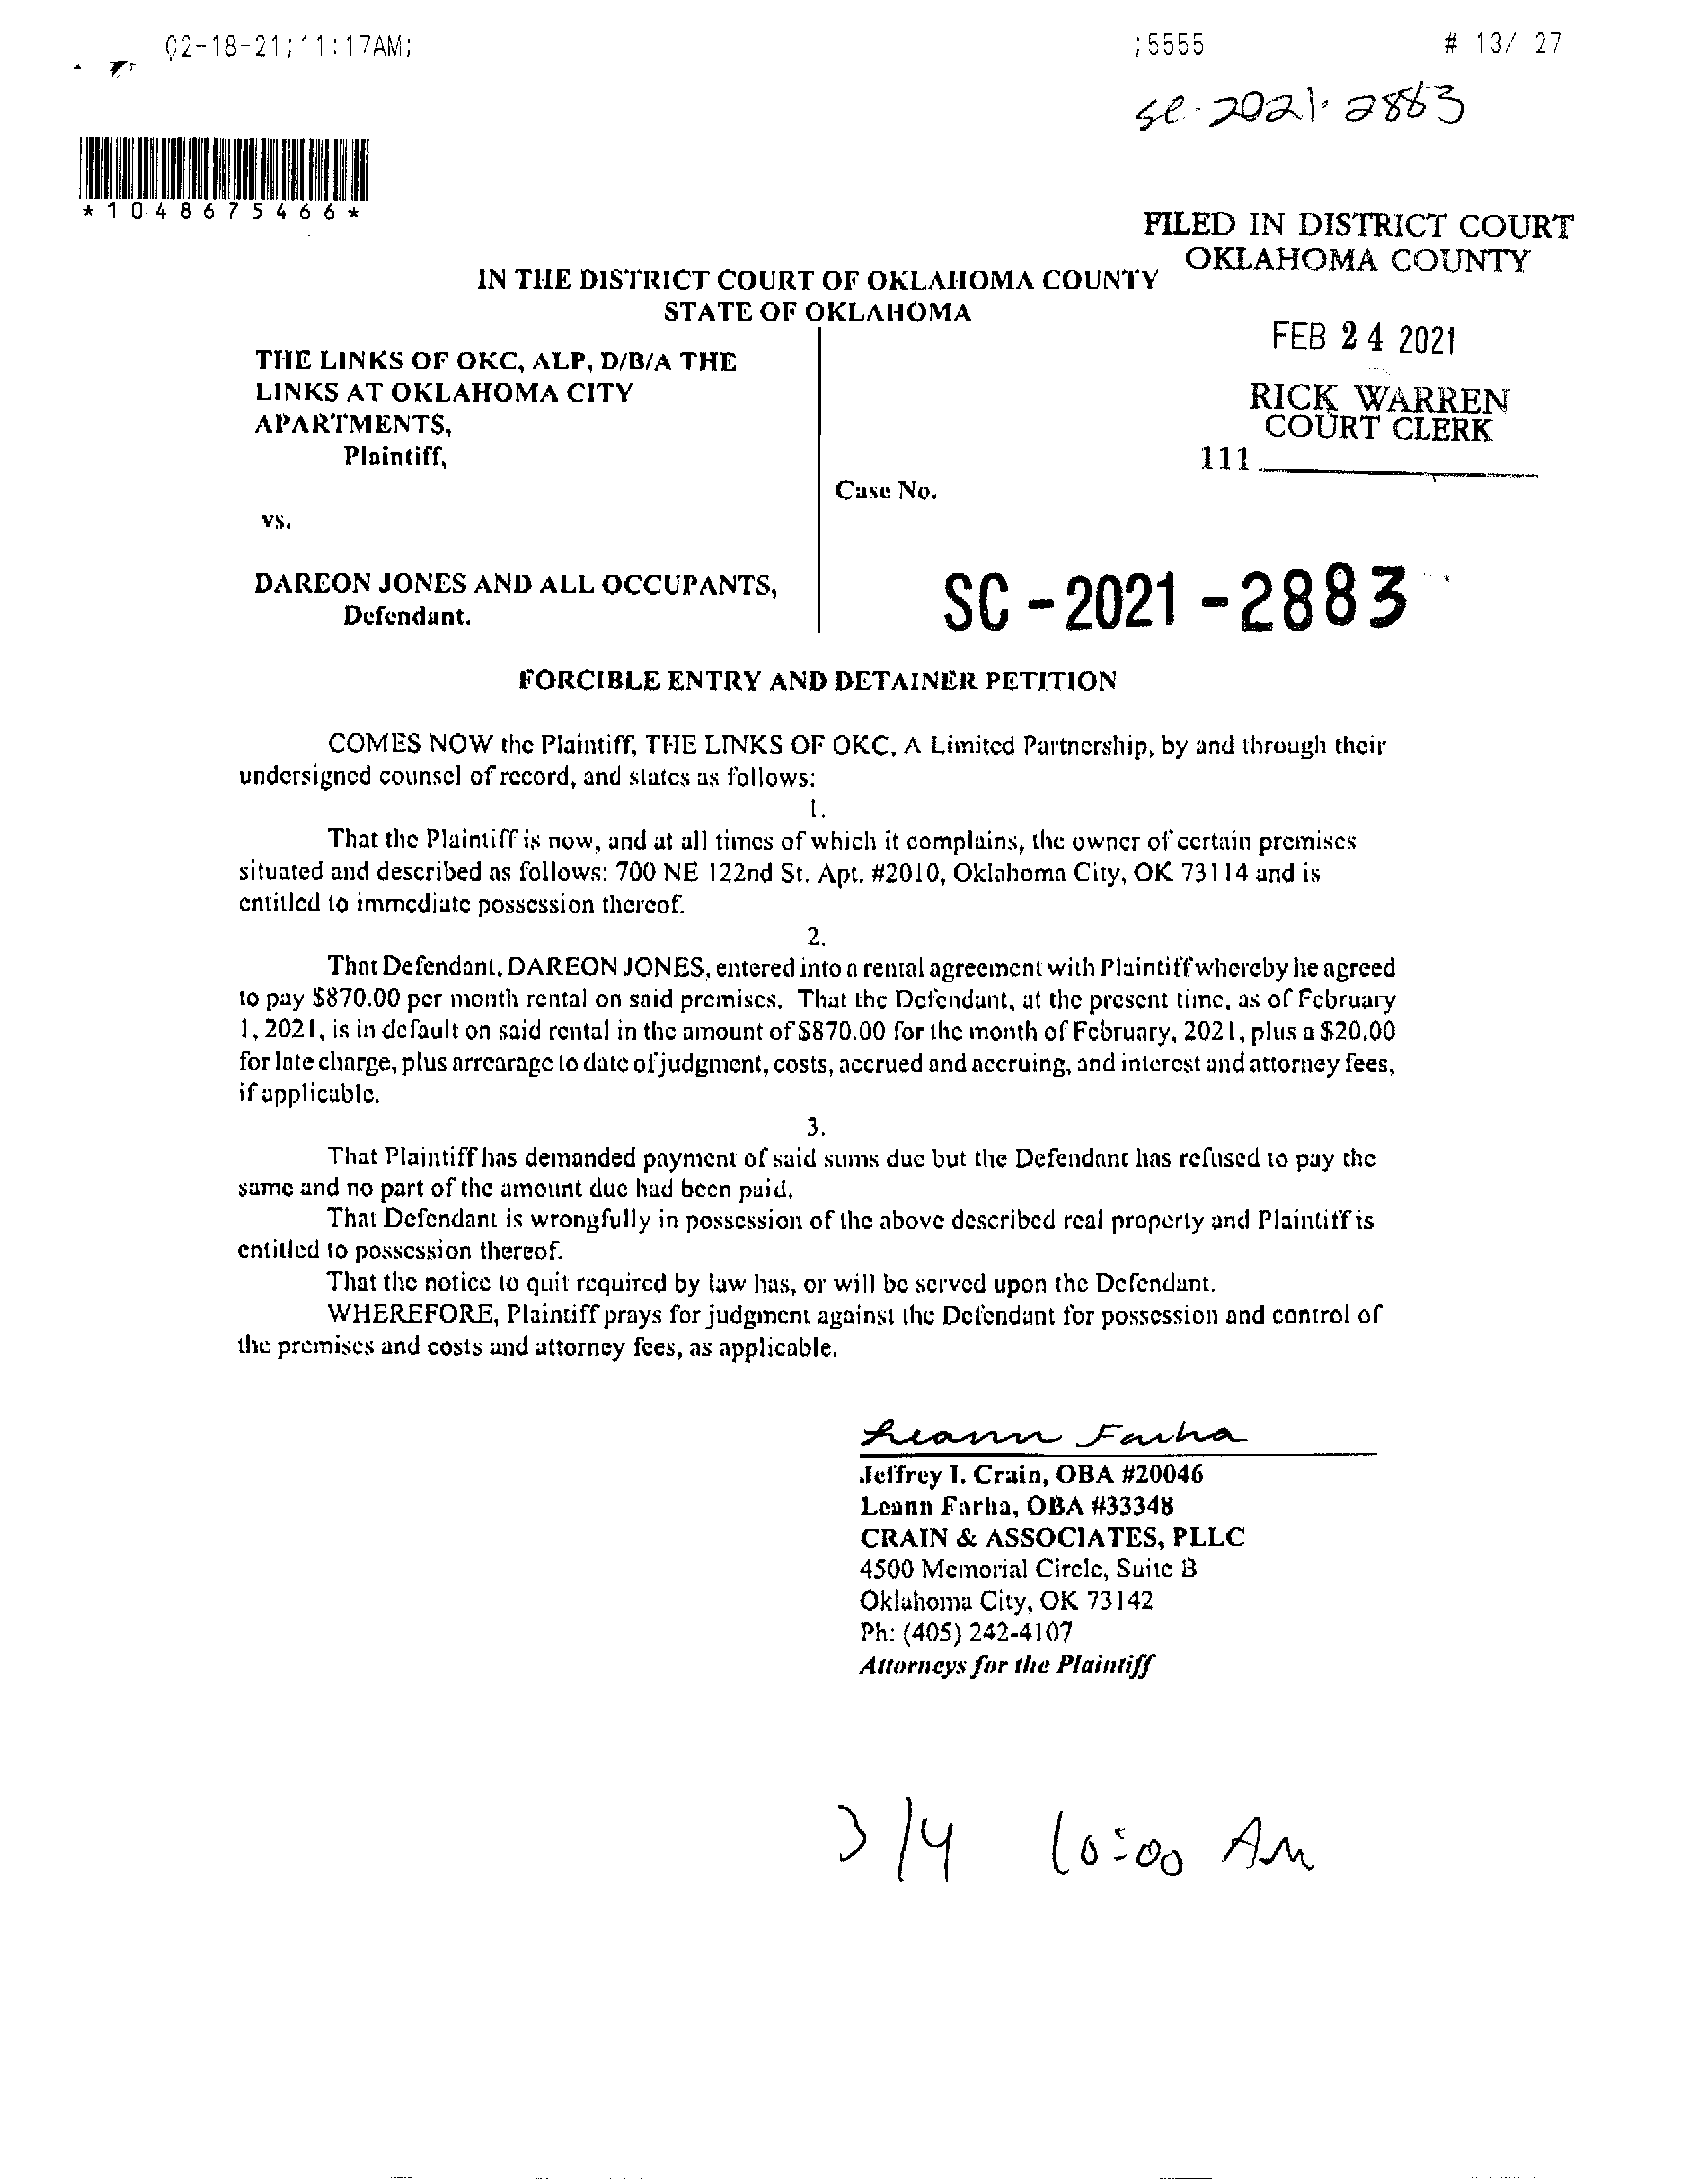 02-18-21;11:17AM; ;5555 # 13/ 27
SC-2021-2883
*1048675466*
FILED IN DISTRICT COURT
OKLAHOMA COUNTY
IN THE DISTRICT COURT OF OKLAHOMA COUNTY
STATE OF OKLAHOMA
FEB 24 2021
RICK WARREN
COURT CLERK
111
THE LINKS OF OKC, ALP, D/B/A THE
LINKS AT OKLAHOMA CITY
APARTMENTS,
Plaintiff,
Case No.
vs.
DAREON JONES AND ALL OCCUPANTS,
Defendant.
SC-2021-2883
FORCIBLE ENTRY AND DETAINER PETITION
COMES NOW the Plaintiff, THE LINKS OF OKC, A Limited Partnership, by and through their
undersigned counsel of record, and states as follows:
1.
That the Plaintiff is now, and at all times of which it complains, the owner of certain premises
situated and described as follows: 700 NE 122nd St. Apt. #2010, Oklahoma City, OK 73114 and is
entitled to immediate possession thereof.
2.
That Defendant, DAREON JONES, entered into a rental agreement with Plaintiff whereby he agreed
to pay $870.00 per month rental on said premises. That the Defendant, at the present time, as of February
1, 2021, is in default on said rental in the amount of $870.00 for the month of February, 2021, plus a $20.00
for late charge, plus arrearage to date of judgment, costs, accrued and accruing, and interest and attorney fees,
if applicable.
3.
That Plaintiff has demanded payment of said sums due but the Defendant has refused to pay the
same and no part of the amount due had been paid.
That Defendant is wrongfully in possession of the above described real property and Plaintiff is
entitled to possession thereof.
That the notice to quit required by law has, or will be served upon the Defendant.
WHEREFORE, Plaintiff prays for judgment against the Defendant for possession and control of
the premises and costs and attorney fees, as applicable.
Leann Farha
Jeffrey I. Crain, OBA #20046
Leann Farha, OBA #33348
CRAIN & ASSOCIATES, PLLC
4500 Memorial Circle, Suite B
Oklahoma City, OK 73142
Ph: (405) 242-4107
Attorneys for the Plaintiff
3/4 10:00 AM